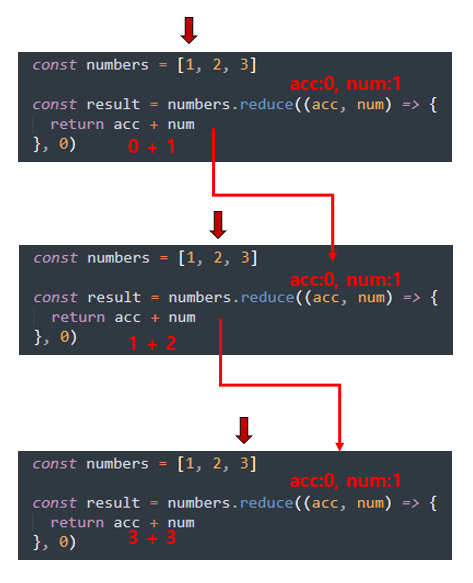 const numbers = [1, 2, 3]
acc:0, num:1
const result = numbers.reduce((acc, num) => {
return acc + num
}, 0)
0 + 1
const numbers = [1, 2, 3]
acc:0, num:1
const result = numbers.reduce((acc, num) => {
return acc + num
}, 0)
1 + 2
const numbers = [1, 2, 3]
acc:0, num:1
const result = numbers.reduce((acc, num) => {
return acc + num
}, 0)
3 + 3